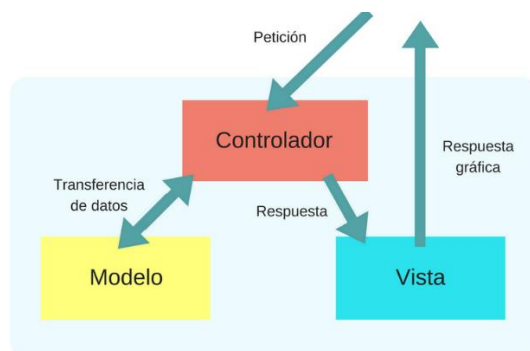 Petición
Controlador
Respuesta
gráfica
Transferencia
de datos
Respuesta
Modelo
Vista